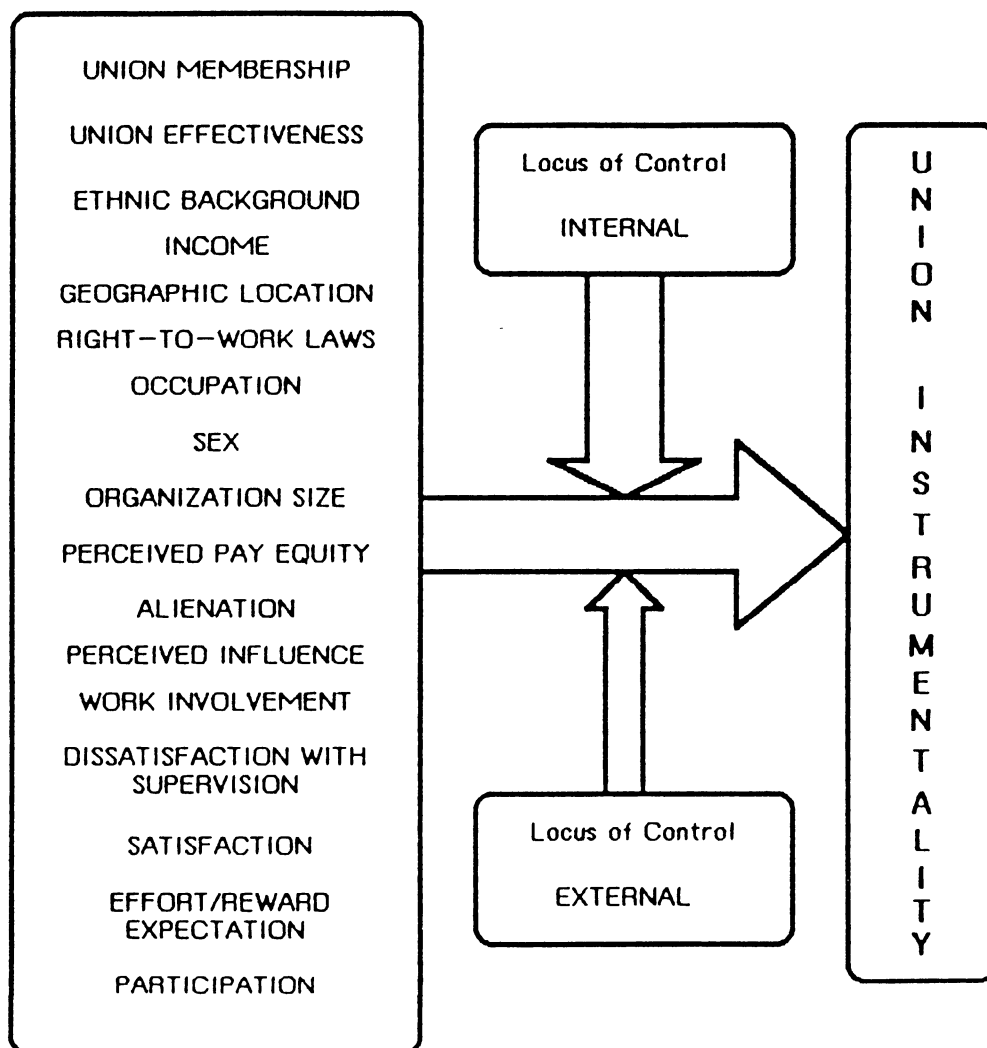 UNION MEMBERSHIP
UNION EFFECTIVENESS
ETHNIC BACKGROUND
INCOME
GEOGRAPHIC LOCATION
RIGHT-TO-WORK LAWS
OCCUPATION
SEX
ORGANIZATION SIZE
PERCEIVED PAY EQUITY
ALIENATION
PERCEIVED INFLUENCE
WORK INVOLVEMENT
DISSATISFACTION WITH
SUPERVISION
SATISFACTION
EFFORT/REWARD
EXPECTATION
PARTICIPATION
Locus of Control
INTERNAL
Locus of Control
EXTERNAL
UNION INSTRUMENTALITY